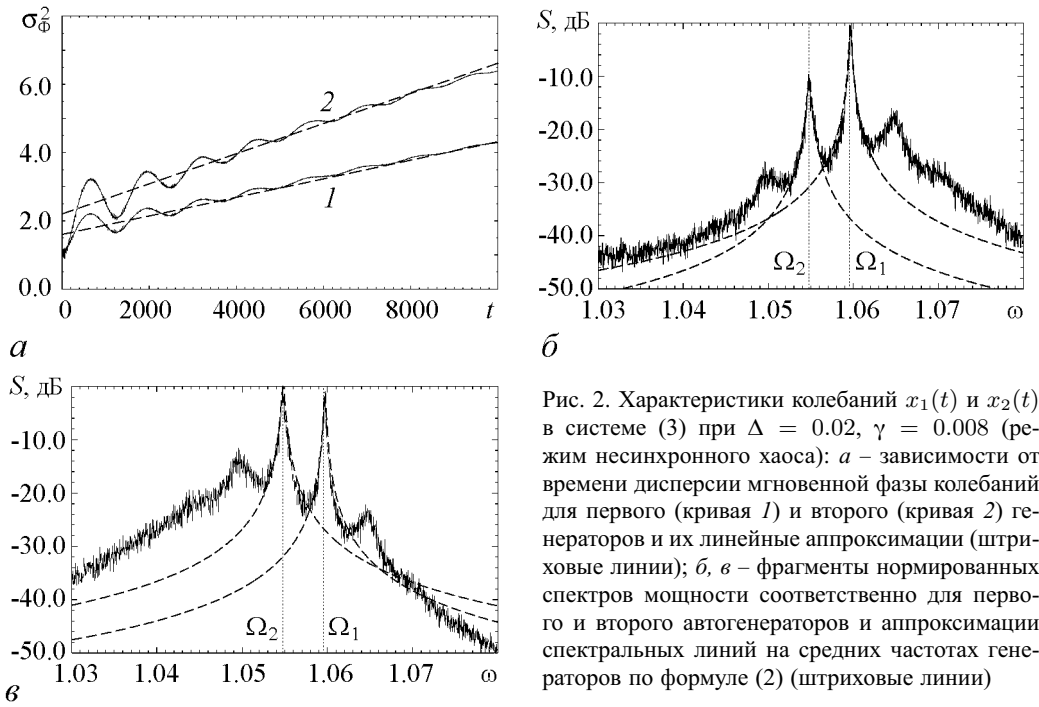 σ²_Φ̄
6.0
4.0
2.0
0.0
2
1
0 2000 4000 6000 8000 t
а
S, дБ
-10.0
-20.0
-30.0
-40.0
-50.0
Ω₂ Ω₁
1.03 1.04 1.05 1.06 1.07 ω
б
S, дБ
-10.0
-20.0
-30.0
-40.0
-50.0
Ω₂ Ω₁
1.03 1.04 1.05 1.06 1.07 ω
в
Рис. 2. Характеристики колебаний x₁(t) и x₂(t)
в системе (3) при Δ = 0.02, γ = 0.008 (ре-
жим несинхронного хаоса): а – зависимости от
времени дисперсии мгновенной фазы колебаний
для первого (кривая 1) и второго (кривая 2) ге-
нераторов и их линейные аппроксимации (штри-
ховые линии); б, в – фрагменты нормированных
спектров мощности соответственно для перво-
го и второго автогенераторов и аппроксимации
спектральных линий на средних частотах гене-
раторов по формуле (2) (штриховые линии)